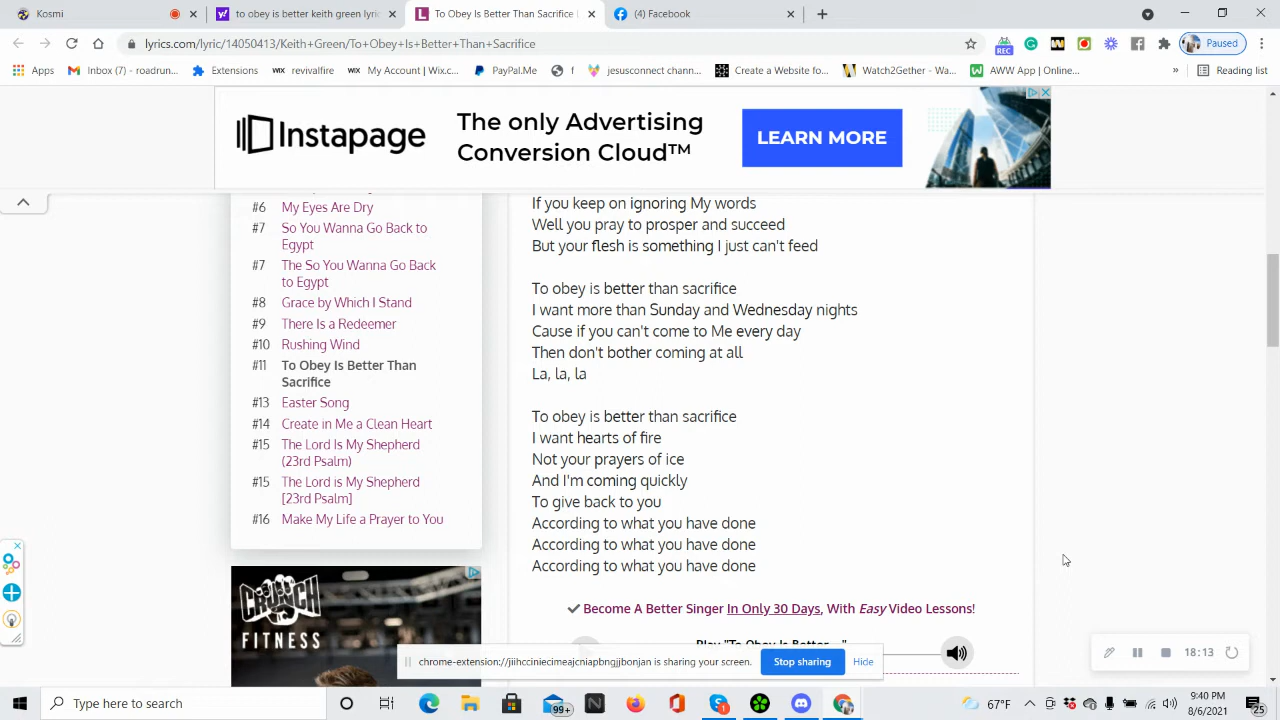 Kosmi
to obey is better than sacrifice k
To Obey Is Better Than Sacrifice L
(4) Facebook
lyrics.com/lyric/14050413/Keith+Green/To+Obey+Is+Better+Than+Sacrifice
REC
Paused
Apps
Inbox (7) - roadrun...
Extensions
WIX revivalfire
WIX My Account | Wix.c...
PayPal.Me
f
jesusconnect chann...
Create a Website fo...
Watch2Gether - Wa...
AWW App | Online...
»
Reading list
Instapage
The only Advertising
Conversion Cloud™
LEARN MORE
#6 My Eyes Are Dry
#7 So You Wanna Go Back to
Egypt
#7 The So You Wanna Go Back
to Egypt
#8 Grace by Which I Stand
#9 There Is a Redeemer
#10 Rushing Wind
#11 To Obey Is Better Than
Sacrifice
#13 Easter Song
#14 Create in Me a Clean Heart
#15 The Lord Is My Shepherd
(23rd Psalm)
#15 The Lord is My Shepherd
[23rd Psalm]
#16 Make My Life a Prayer to You
If you keep on ignoring My words
Well you pray to prosper and succeed
But your flesh is something I just can't feed
To obey is better than sacrifice
I want more than Sunday and Wednesday nights
Cause if you can't come to Me every day
Then don't bother coming at all
La, la, la
To obey is better than sacrifice
I want hearts of fire
Not your prayers of ice
And I'm coming quickly
To give back to you
According to what you have done
According to what you have done
According to what you have done
✔ Become A Better Singer In Only 30 Days, With Easy Video Lessons!
Play "To Obey Is Better..."
CRUNCH
FITNESS
chrome-extension://jiihcciniecimeajcniapbngjjbonjan is sharing your screen.
Stop sharing
Hide
18:13
Type here to search
99+
N
1
67°F
9:40 PM
8/6/2021
25